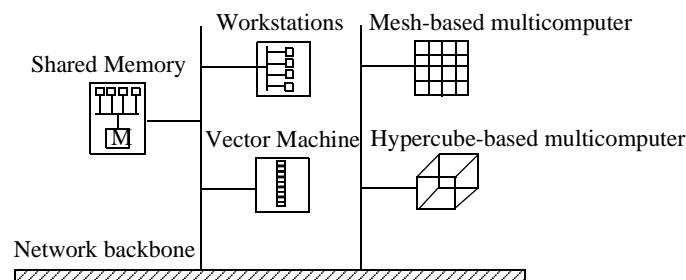 Workstations
Mesh-based multicomputer
Shared Memory
M
Vector Machine
Hypercube-based multicomputer
Network backbone